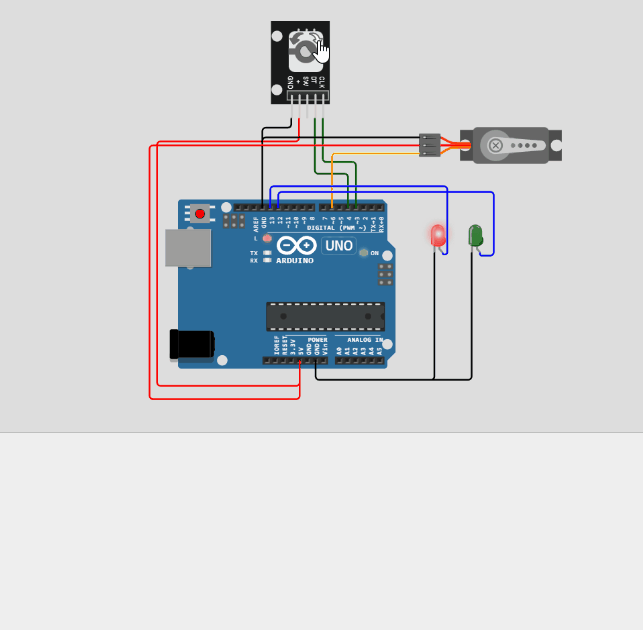 GND
+
SW
DT
CLK
AREF
GND
13
12
~11
~10
~9
8
7
~6
~5
4
~3
2
TX→1
RX←0
DIGITAL (PWM ~)
L
TX
RX
UNO
ARDUINO
ON
IOREF
RESET
3.3V
5V
GND
GND
Vin
POWER
ANALOG IN
A0
A1
A2
A3
A4
A5